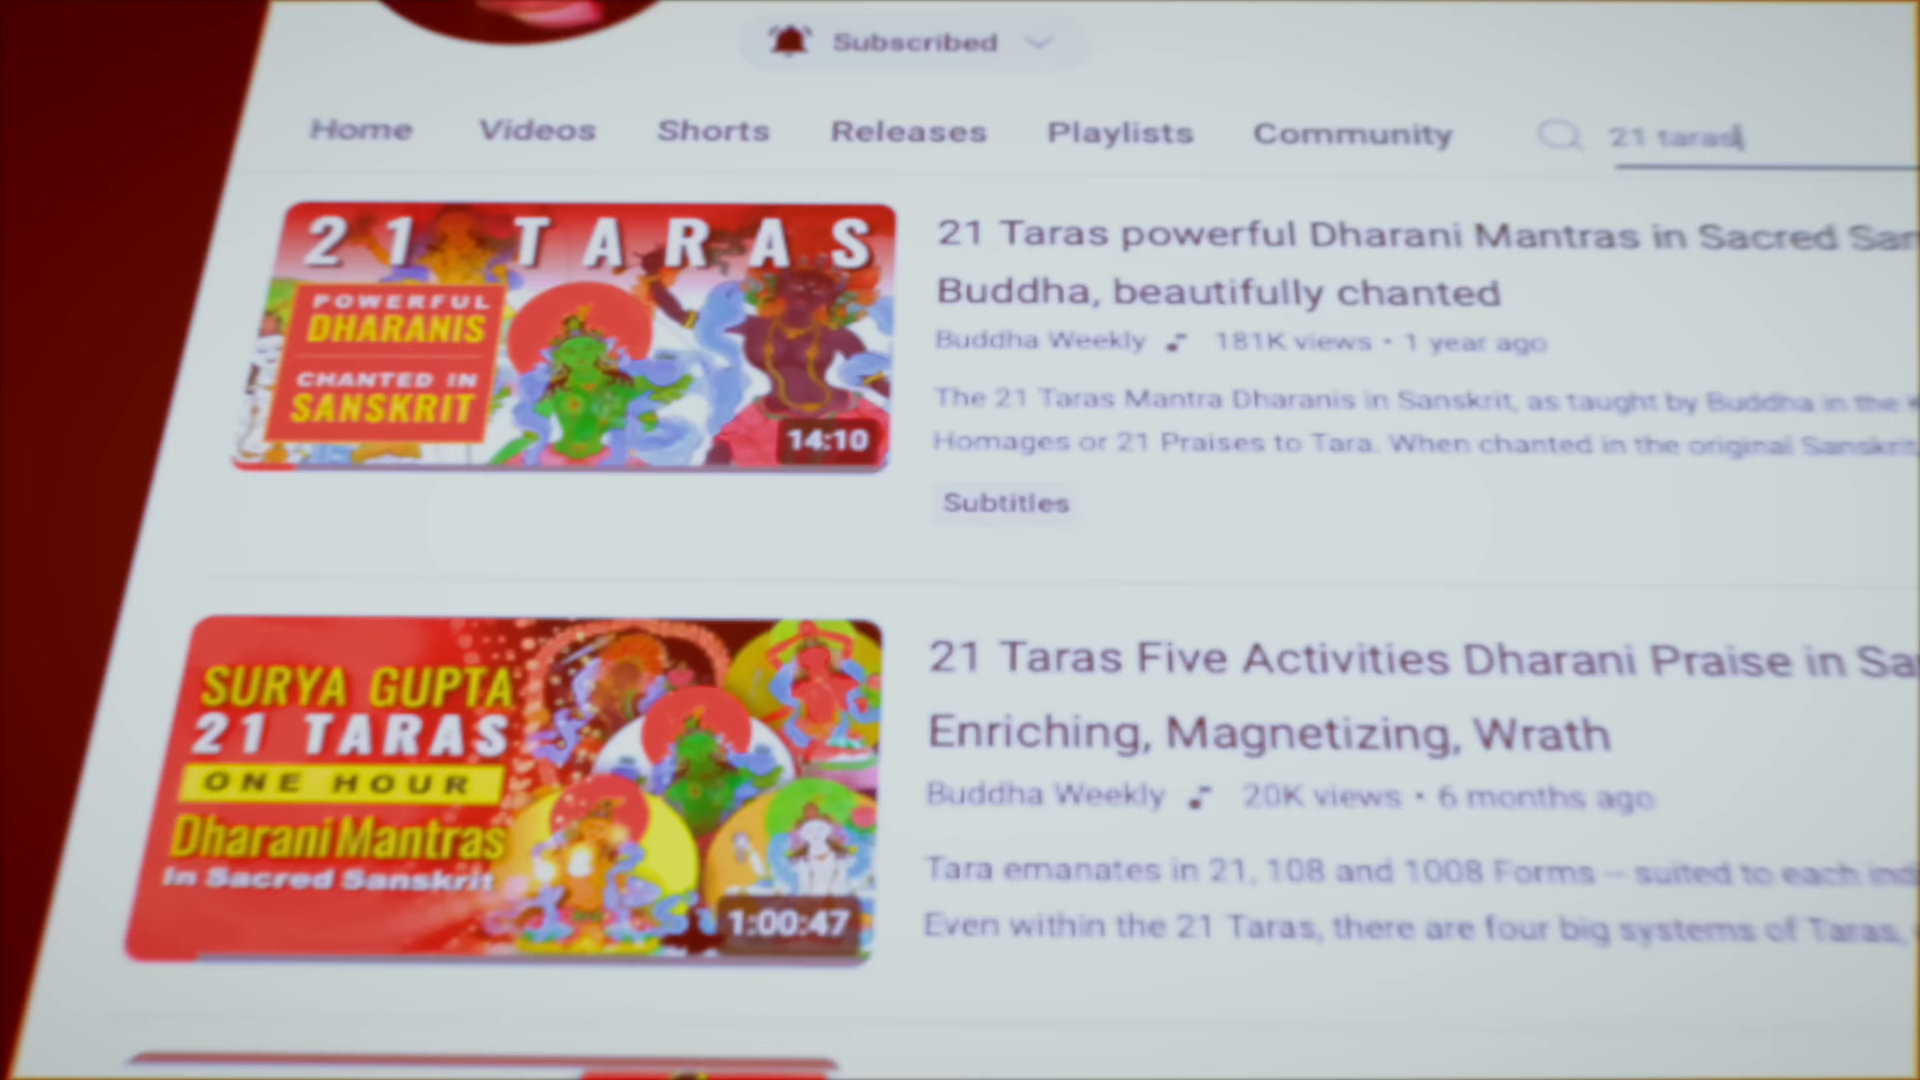 Subscribed
Home Videos Shorts Releases Playlists Community 21 taras
21 TARAS
POWERFUL
DHARANIS
CHANTED IN
SANSKRIT
14:10
21 Taras powerful Dharani Mantras in Sacred
Buddha, beautifully chanted
Buddha Weekly 181K views • 1 year ago
The 21 Taras Mantra Dharanis in Sanskrit, as taught by Buddha in the
Homages or 21 Praises to Tara. When chanted in the original Sanskrit,
Subtitles
SURYA GUPTA
21 TARAS
ONE HOUR
Dharani Mantras
In Sacred Sanskrit
1:00:47
21 Taras Five Activities Dharani Praise in
Enriching, Magnetizing, Wrath
Buddha Weekly 20K views • 6 months ago
Tara emanates in 21, 108 and 1008 Forms – suited to each
Even within the 21 Taras, there are four big systems of Taras,